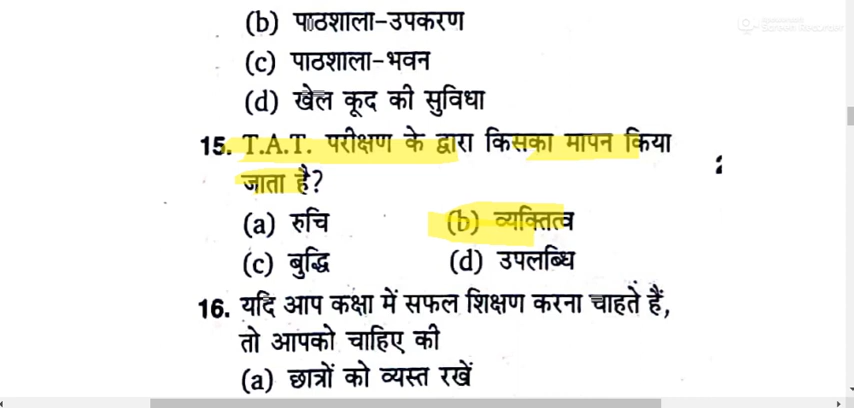 (b) पाठशाला-उपकरण
(c) पाठशाला-भवन
(d) खेल कूद की सुविधा
15. T.A.T. परीक्षण के द्वारा किसका मापन किया
जाता है?
(a) रुचि (b) व्यक्तित्व
(c) बुद्धि (d) उपलब्धि
16. यदि आप कक्षा में सफल शिक्षण करना चाहते हैं,
तो आपको चाहिए की
(a) छात्रों को व्यस्त रखें